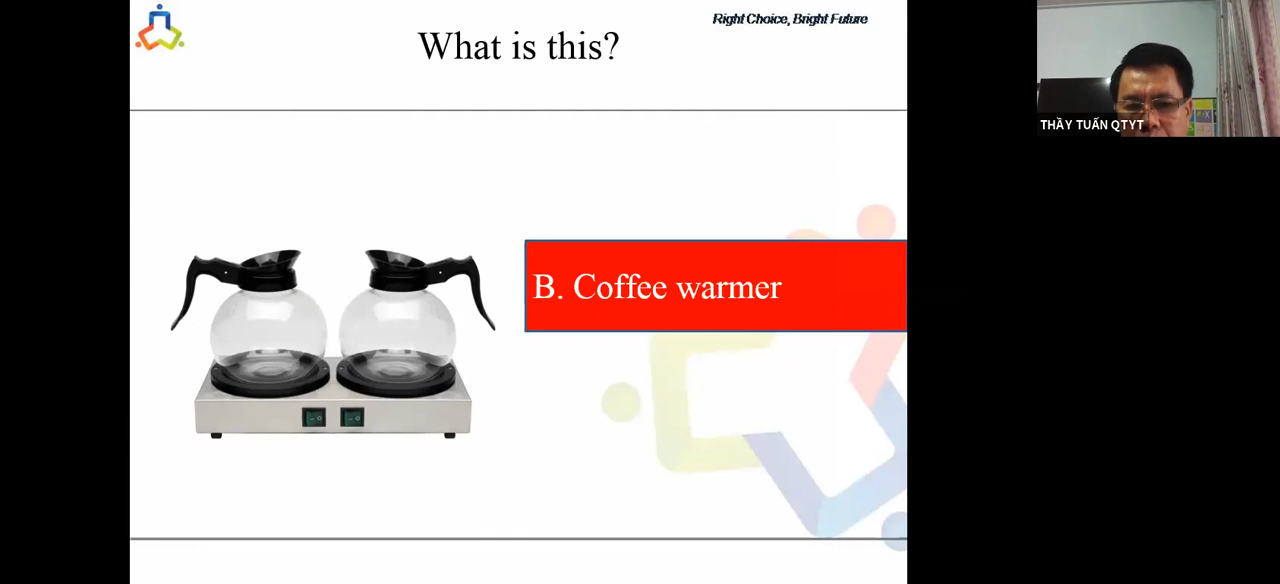 Right Choice, Bright Future
What is this?
THẦY TUẤN QTYT
B. Coffee warmer